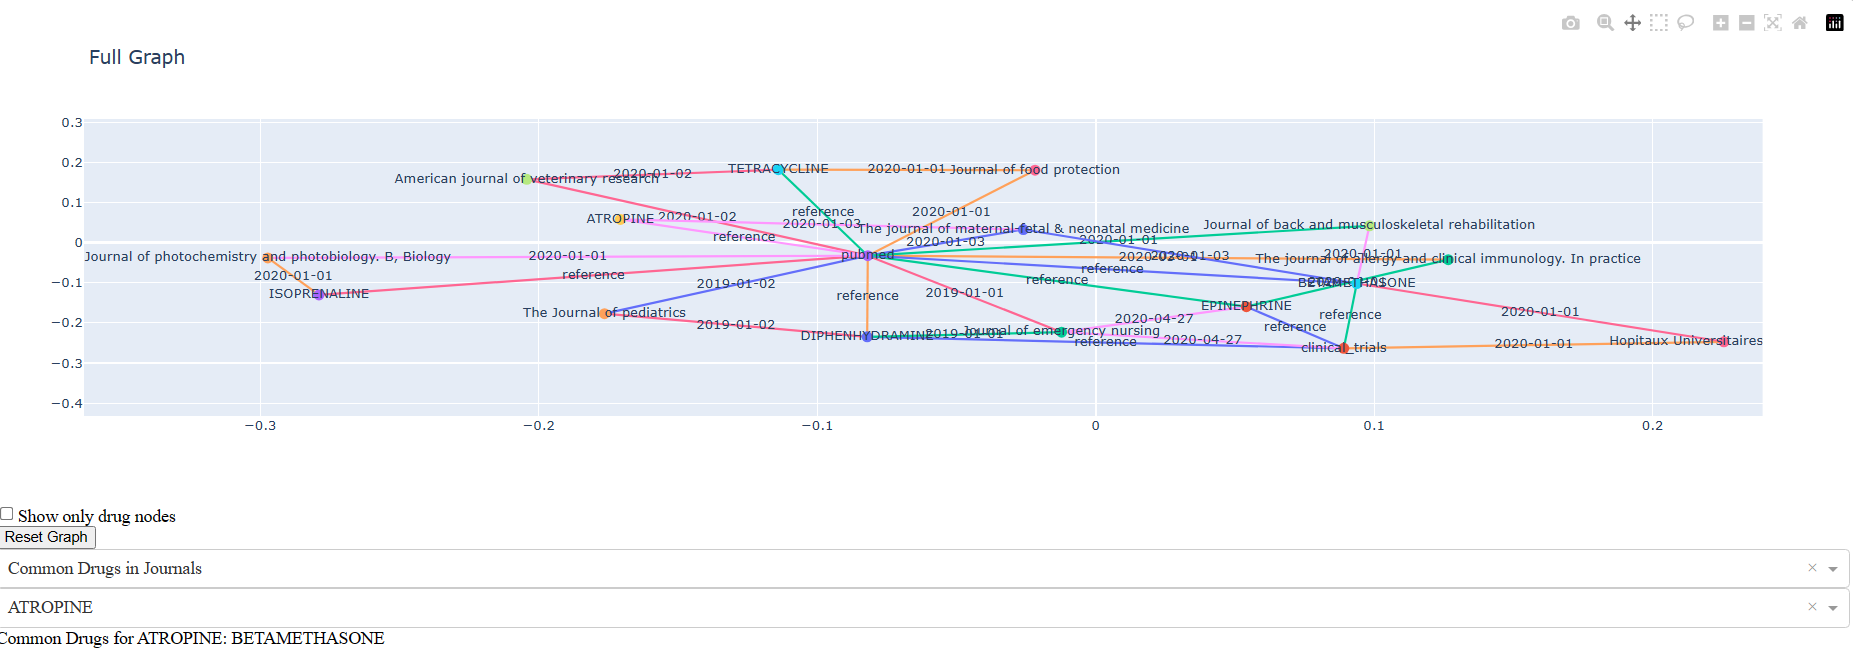 Full Graph
0.3
0.2
0.1
0
−0.1
−0.2
−0.3
−0.4
TETRACYCLINE
2020-01-01
Journal of food protection
American journal of veterinary research
2020-01-02
reference
2020-01-01
ATROPINE
2020-01-02
2020-01-03
The journal of maternal-fetal & neonatal medicine
Journal of back and musculoskeletal rehabilitation
reference
2020-01-03
2020-01-01
Journal of photochemistry and photobiology. B, Biology
2020-01-01
pubmed
2020-01-03
2020-01-01
The journal of allergy and clinical immunology. In practice
2020-01-01
reference
reference
reference
BETAMETHASONE
ISOPRENALINE
2019-01-02
reference
2019-01-01
EPINEPHRINE
The Journal of pediatrics
2020-04-27
reference
reference
2020-01-01
2019-01-02
DIPHENHYDRAMINE
2019-01-01
Journal of emergency nursing
reference
2020-04-27
clinical_trials
2020-01-01
Hopitaux Universitaires
−0.3
−0.2
−0.1
0
0.1
0.2
Show only drug nodes
Reset Graph
Common Drugs in Journals
ATROPINE
Common Drugs for ATROPINE: BETAMETHASONE